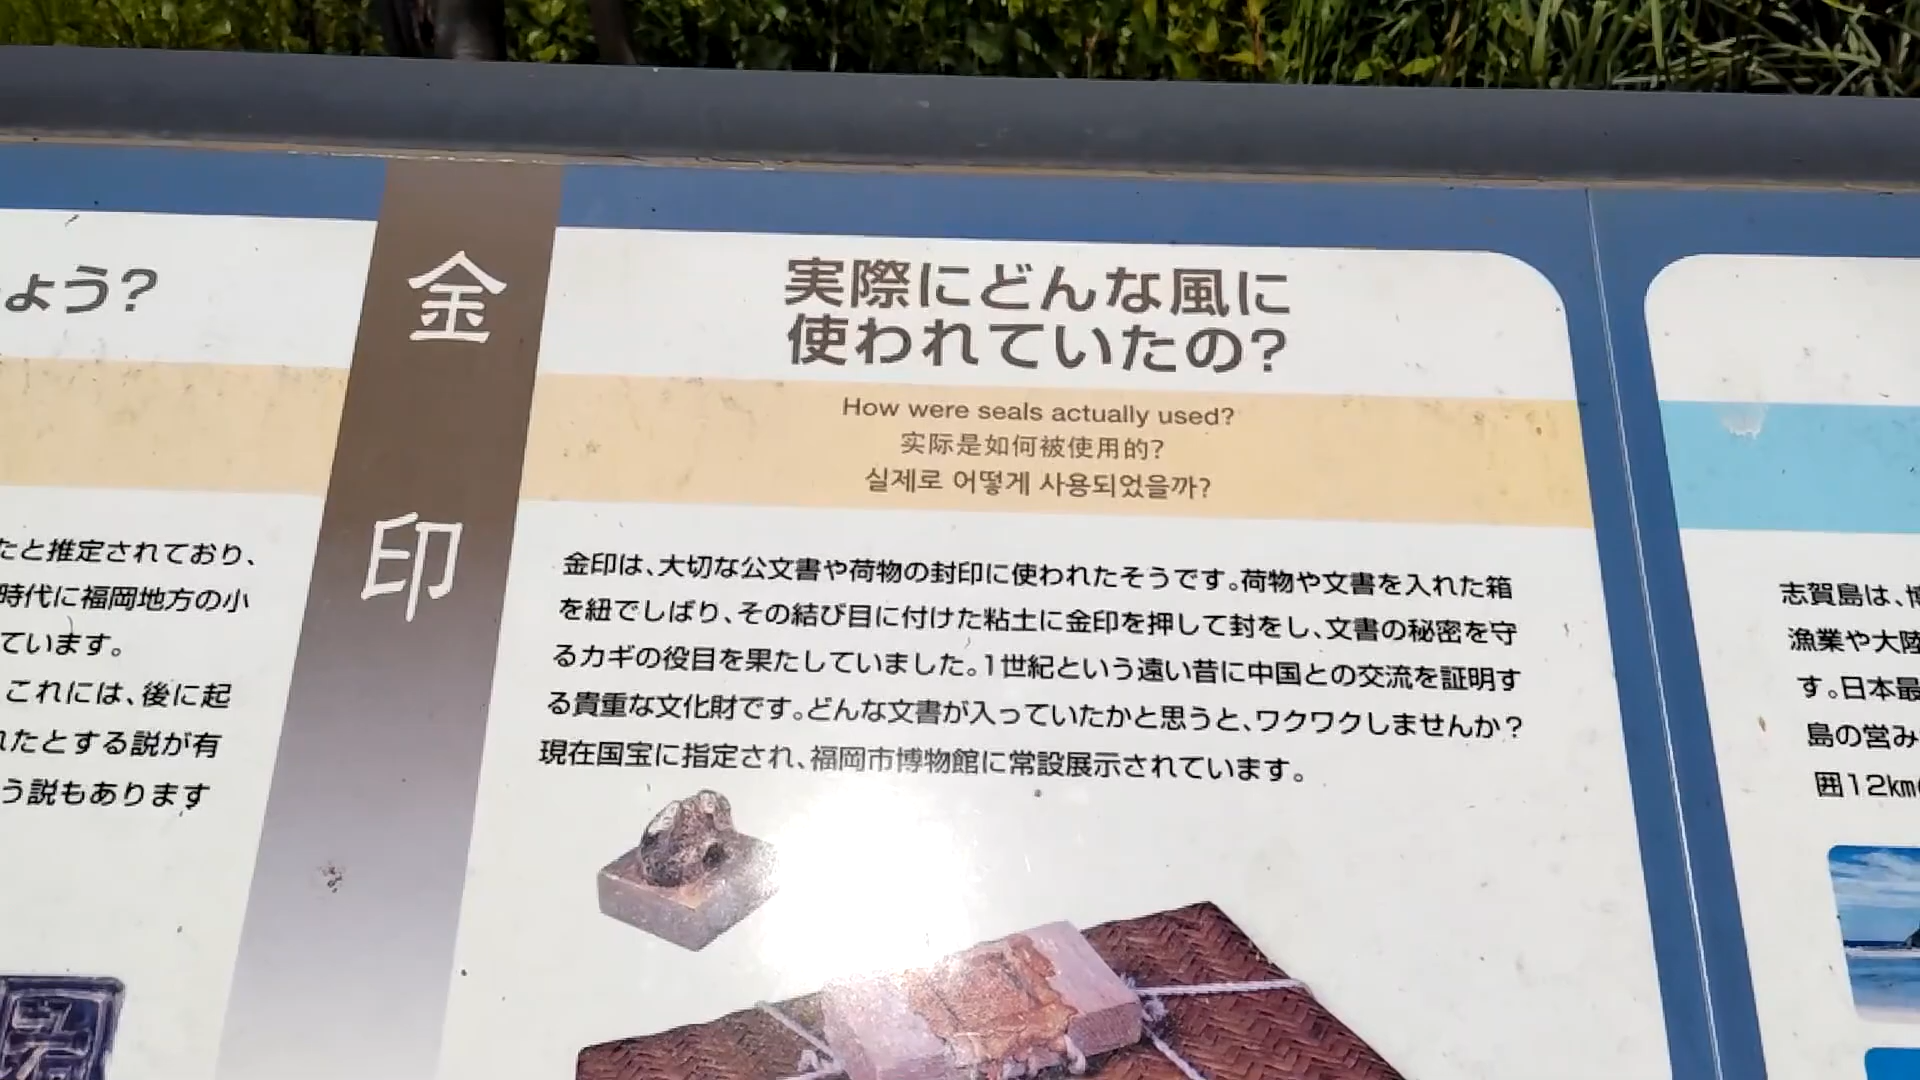 ょう?
たと推定されており、
時代に福岡地方の小
ています。
これには、後に起
れたとする説が有
う説もあります
金印
実際にどんな風に
使われていたの?
How were seals actually used?
实际是如何被使用的?
실제로 어떻게 사용되었을까?
金印は、大切な公文書や荷物の封印に使われたそうです。荷物や文書を入れた箱
を紐でしばり、その結び目に付けた粘土に金印を押して封をし、文書の秘密を守
るカギの役目を果たしていました。1世紀という遠い昔に中国との交流を証明す
る貴重な文化財です。どんな文書が入っていたかと思うと、ワクワクしませんか?
現在国宝に指定され、福岡市博物館に常設展示されています。
志賀島は、博
漁業や大陸
す。日本最
島の営み
囲12km